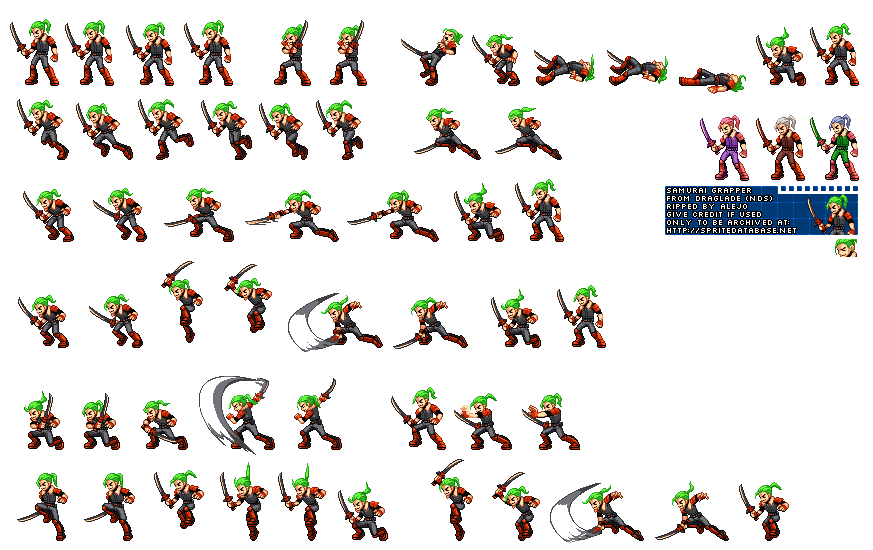 SAMURAI GRAPPER
FROM DRAGLADE (NDS)
RIPPED BY ALEJO
GIVE CREDIT IF USED
ONLY TO BE ARCHIVED AT:
HTTP://SPRITEDATABASE.NET